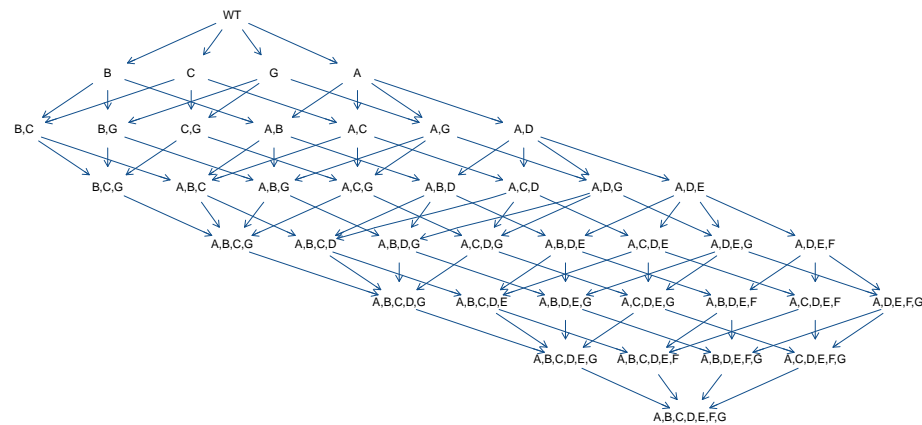 WT
B C G A
B,C B,G C,G A,B A,C A,G A,D
B,C,G A,B,C A,B,G A,C,G A,B,D A,C,D A,D,G A,D,E
A,B,C,G A,B,C,D A,B,D,G A,C,D,G A,B,D,E A,C,D,E A,D,E,G A,D,E,F
A,B,C,D,G A,B,C,D,E A,B,D,E,G A,C,D,E,G A,B,D,E,F A,C,D,E,F A,D,E,F,G
A,B,C,D,E,G A,B,C,D,E,F A,B,D,E,F,G A,C,D,E,F,G
A,B,C,D,E,F,G